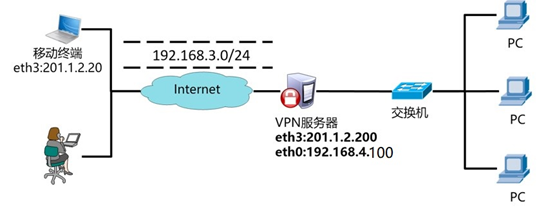 移动终端
eth3:201.1.2.20
192.168.3.0/24
Internet
VPN服务器
eth3:201.1.2.200
eth0:192.168.4.100
交换机
PC
PC
PC